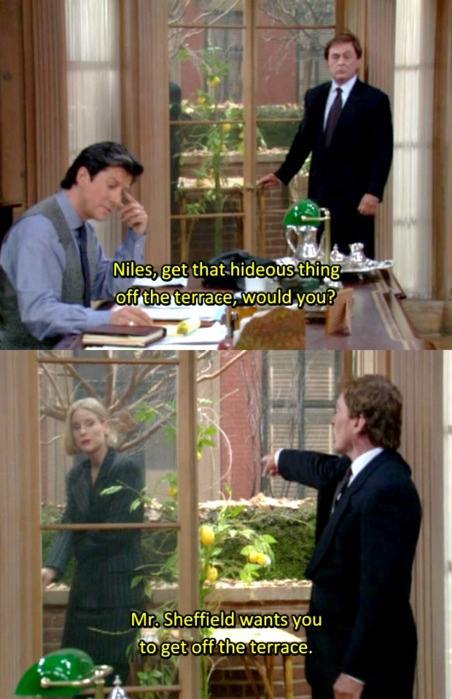 Niles, get that hideous thing
off the terrace, would you?
Mr. Sheffield wants you
to get off the terrace.